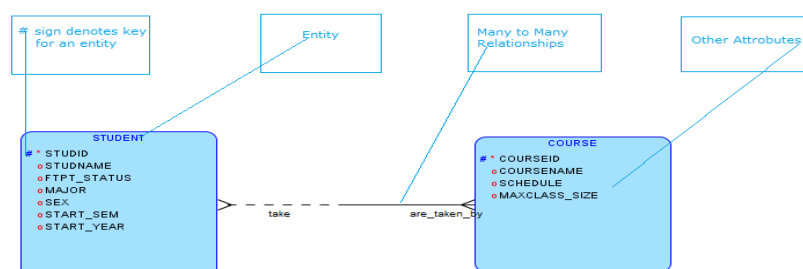 # sign denotes key
for an entity
Entity
Many to Many
Relationships
Other Attrobutes
STUDENT
# * STUDID
o STUDNAME
o FTPT_STATUS
o MAJOR
o SEX
o START_SEM
o START_YEAR
take
are_taken_by
COURSE
# * COURSEID
o COURSENAME
o SCHEDULE
o MAXCLASS_SIZE